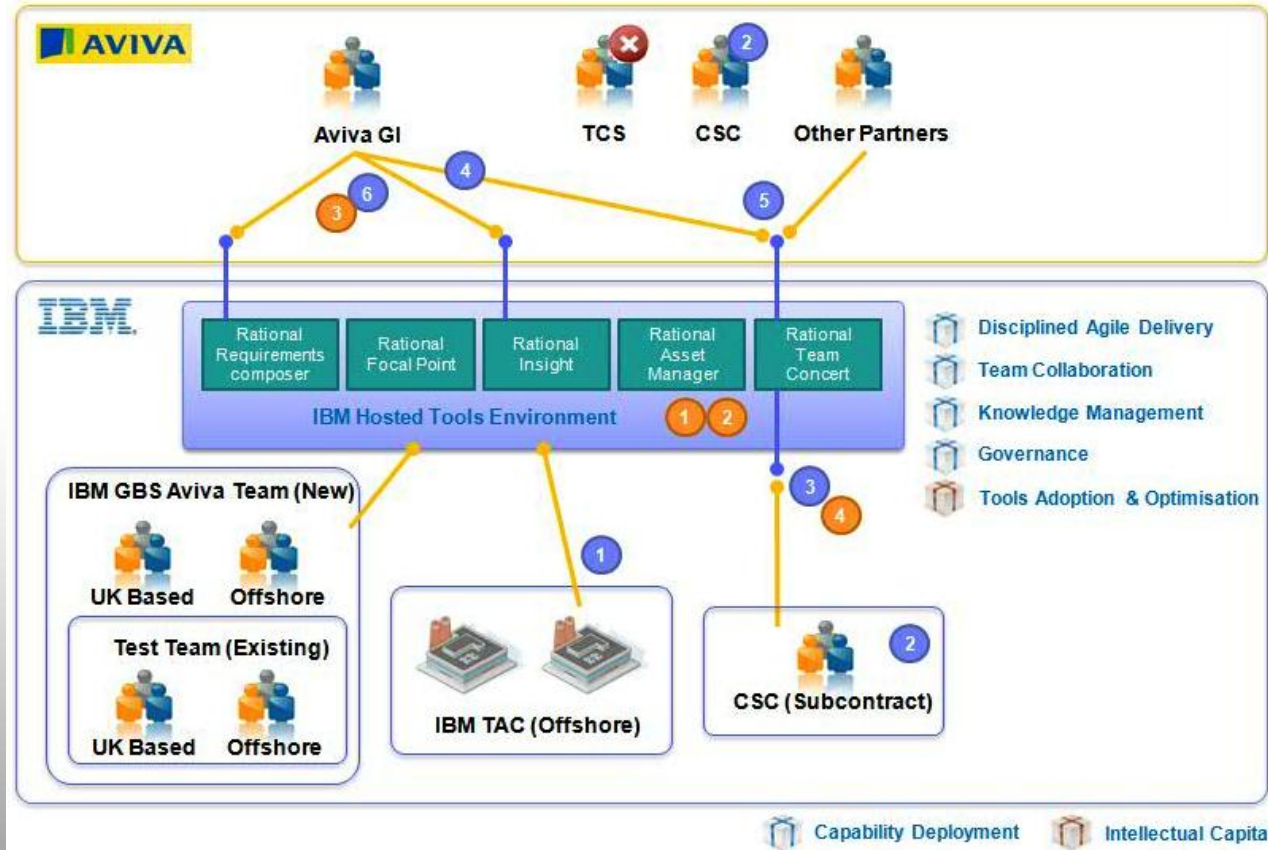 AVIVA
2
Aviva GI
TCS
CSC
Other Partners
4
6
3
5
IBM
Rational
Requirements
composer
Rational
Focal Point
Rational
Insight
Rational
Asset
Manager
Rational
Team
Concert
IBM Hosted Tools Environment
1
2
Disciplined Agile Delivery
Team Collaboration
Knowledge Management
Governance
Tools Adoption & Optimisation
IBM GBS Aviva Team (New)
UK Based
Offshore
Test Team (Existing)
UK Based
Offshore
1
IBM TAC (Offshore)
3
4
2
CSC (Subcontract)
Capability Deployment
Intellectual Capita